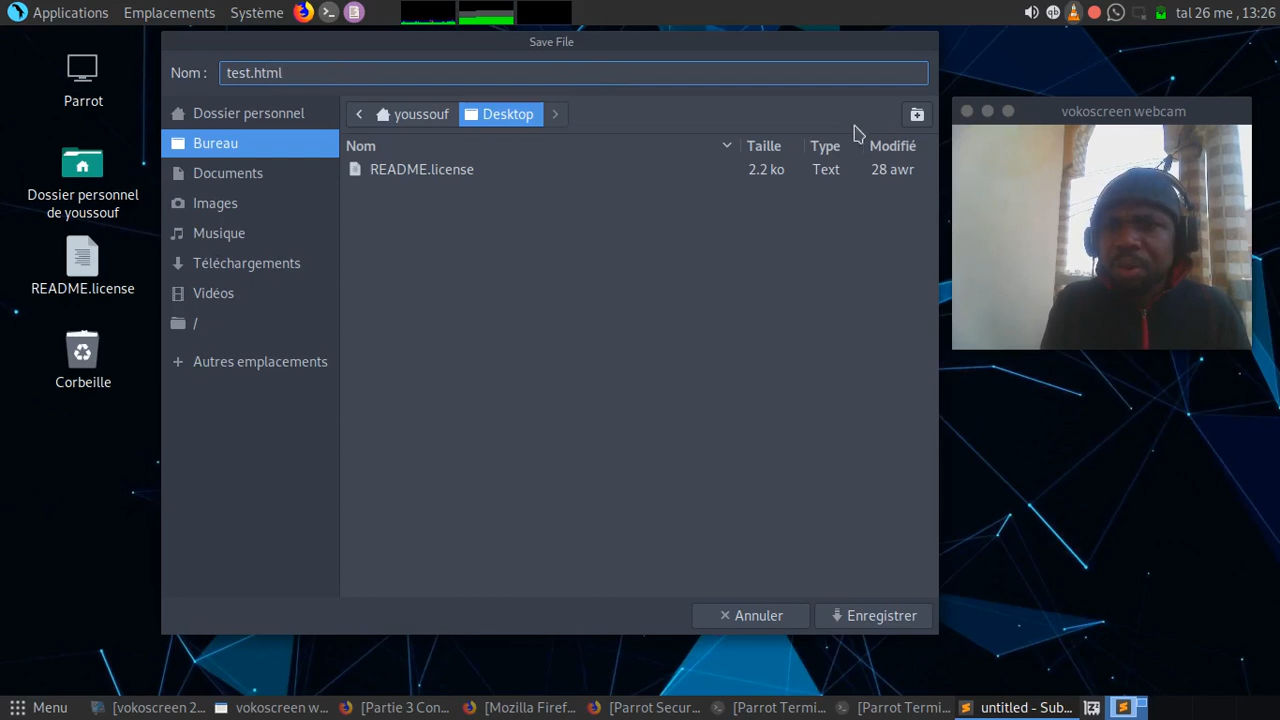 Applications Emplacements Système
tal 26 me , 13:26
Save File
Nom :
test.html
Parrot
Dossier personnel de youssouf
README.license
Corbeille
Dossier personnel
Bureau
Documents
Images
Musique
Téléchargements
Vidéos
/
Autres emplacements
youssouf
Desktop
Nom Taille Type Modifié
README.license 2.2 ko Text 28 awr
Annuler
Enregistrer
vokoscreen webcam
Menu
[vokoscreen 2...
vokoscreen w...
[Partie 3 Con...
[Mozilla Firef...
[Parrot Secur...
[Parrot Termi...
[Parrot Termi...
untitled - Sub...